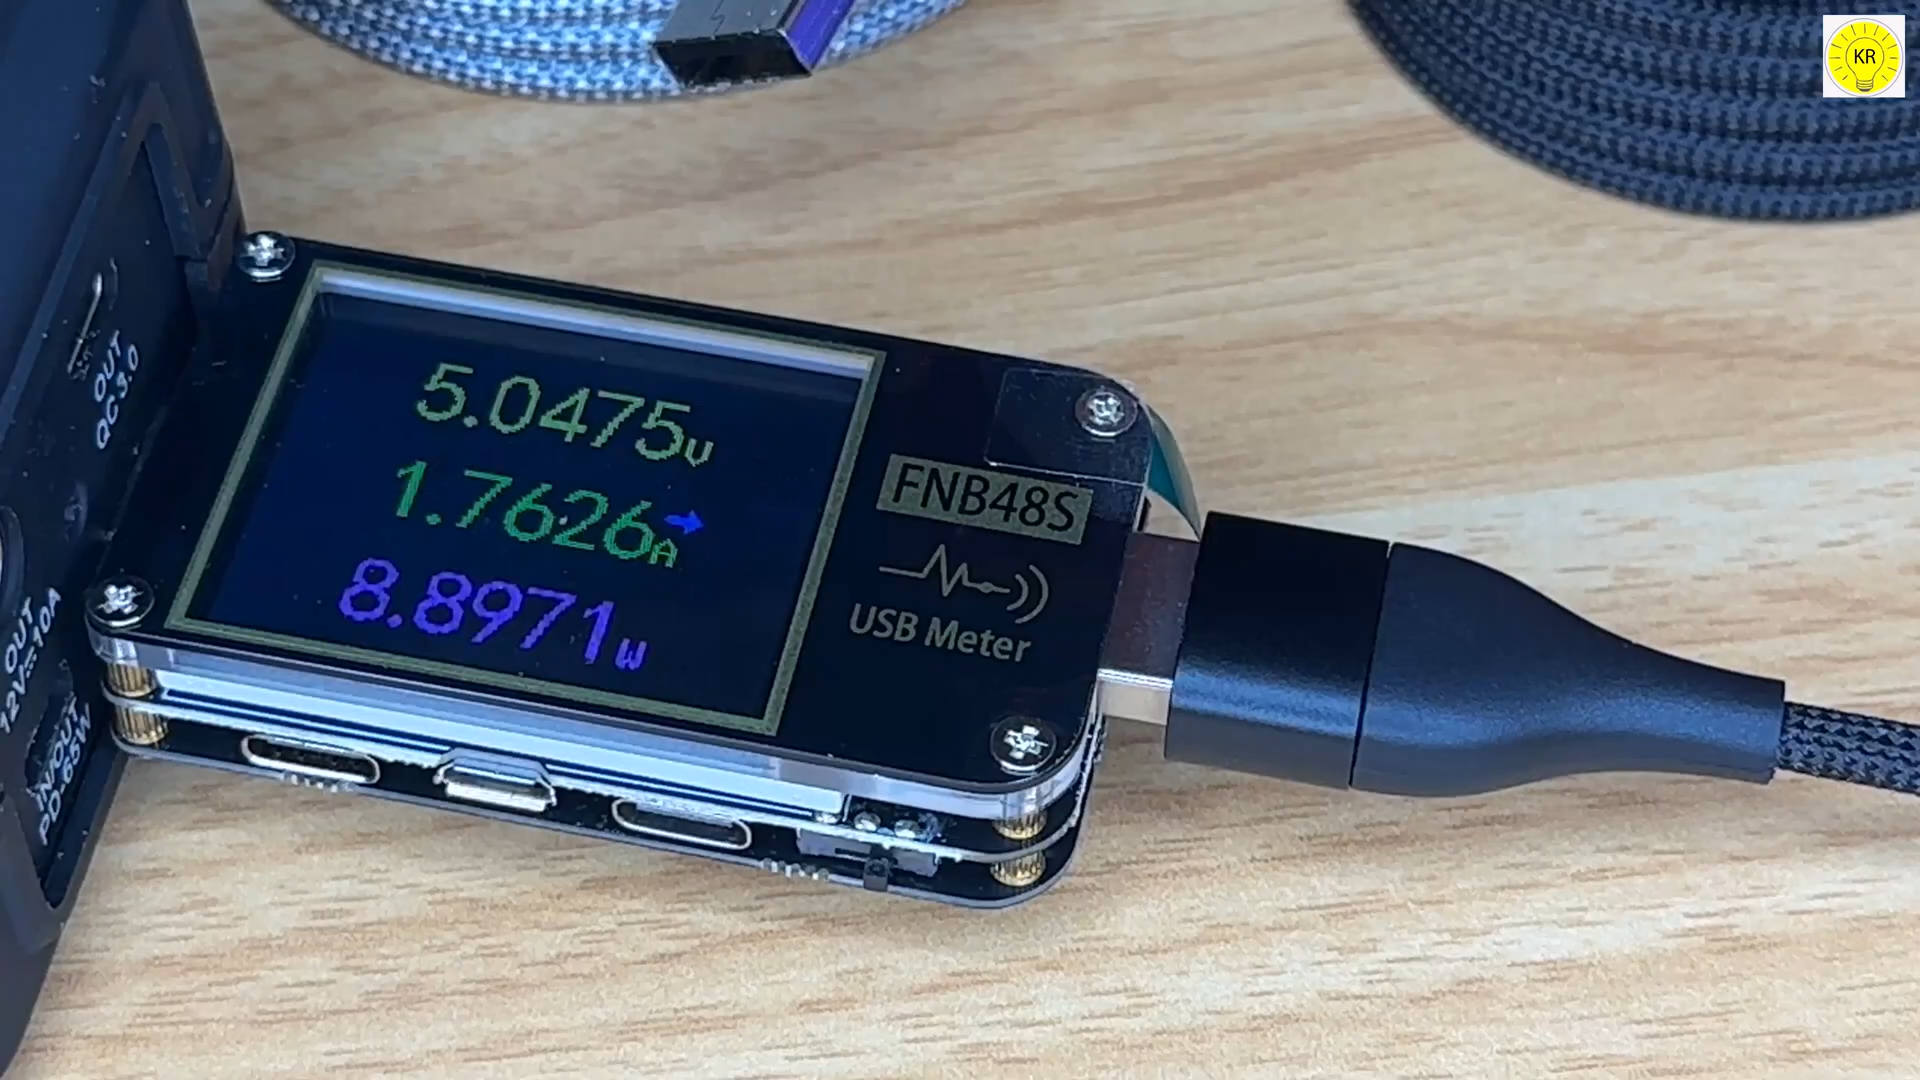 KR
OUT
QC3.0
OUT
12V⎓10A
IN/OUT
PD-65W
5.0475V
1.7626A
8.8971W
FNB48S
USB Meter